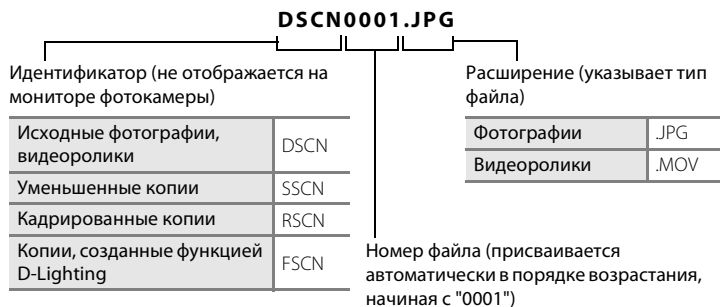 DSCN0001.JPG
Идентификатор (не отображается на
мониторе фотокамеры)
Исходные фотографии,
видеоролики
DSCN
Уменьшенные копии
SSCN
Кадрированные копии
RSCN
Копии, созданные функцией
D-Lighting
FSCN
Расширение (указывает тип
файла)
Фотографии
.JPG
Видеоролики
.MOV
Номер файла (присваивается
автоматически в порядке возрастания,
начиная с "0001")